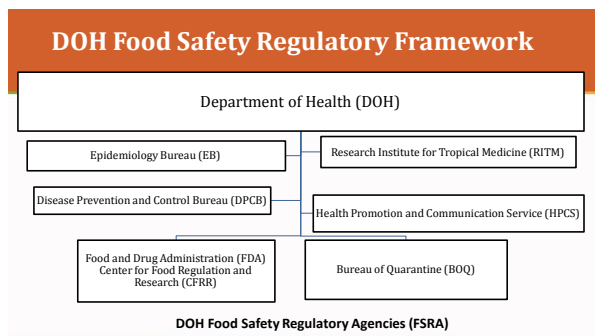 DOH Food Safety Regulatory Framework
Department of Health (DOH)
Epidemiology Bureau (EB)
Research Institute for Tropical Medicine (RITM)
Disease Prevention and Control Bureau (DPCB)
Health Promotion and Communication Service (HPCS)
Food and Drug Administration (FDA)
Center for Food Regulation and
Research (CFRR)
Bureau of Quarantine (BOQ)
DOH Food Safety Regulatory Agencies (FSRA)